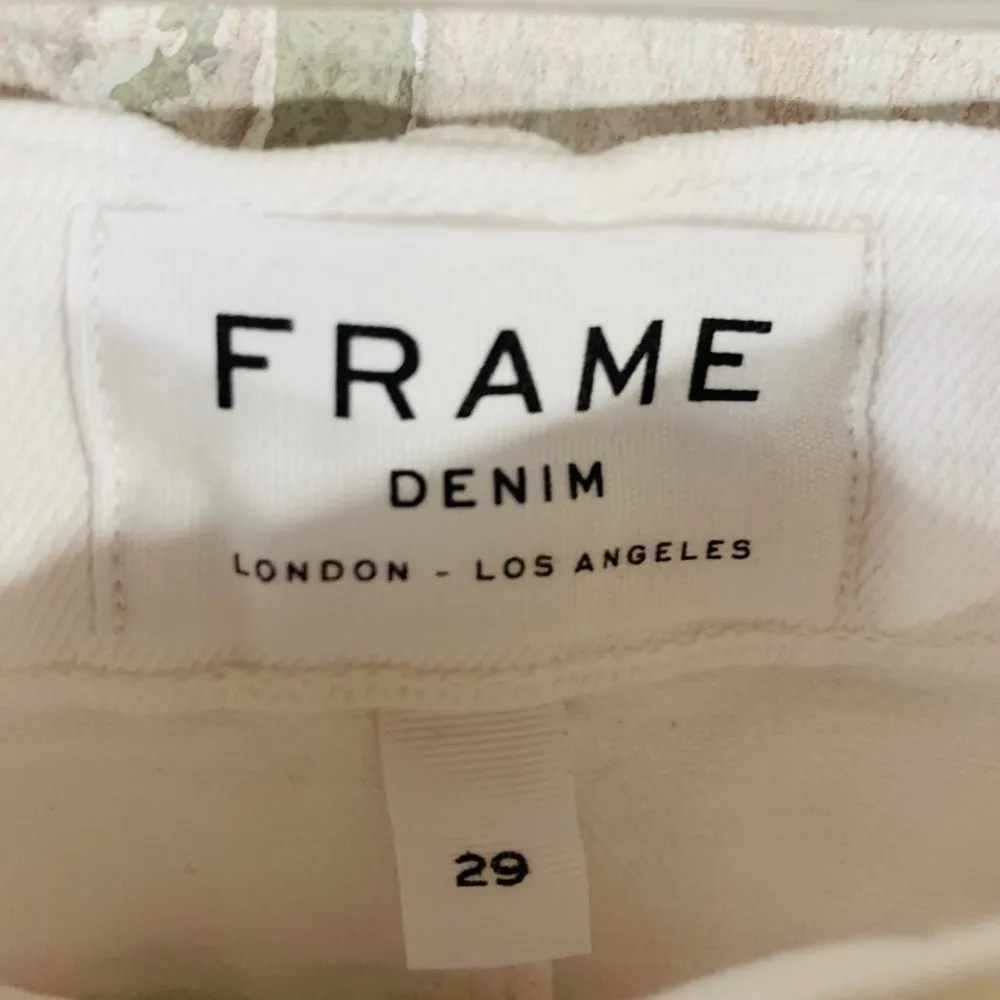 FRAME
DENIM
LONDON - LOS ANGELES
29